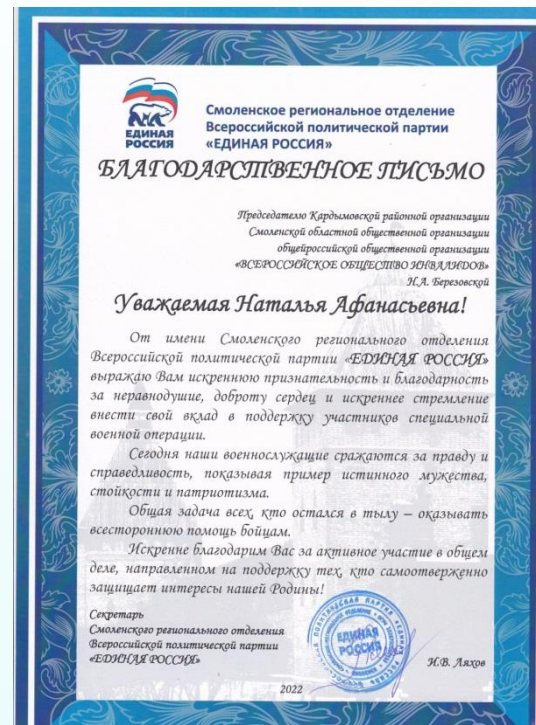 ЕДИНАЯ
РОССИЯ
Смоленское региональное отделение
Всероссийской политической партии
«ЕДИНАЯ РОССИЯ»
БЛАГОДАРСТВЕННОЕ ПИСЬМО
Председателю Кардымовской районной организации
Смоленской областной общественной организации
общейроссийской общественной организации
«ВСЕРОССИЙСКОЕ ОБЩЕСТВО ИНВАЛИДОВ»
Н.А. Березовской
Уважаемая Наталья Афанасьевна!
От имени Смоленского регионального отделения
Всероссийской политической партии «ЕДИНАЯ РОССИЯ»
выражаю Вам искреннюю признательность и благодарность
за неравнодушие, доброту сердец и искреннее стремление
внести свой вклад в поддержку участников специальной
военной операции.
Сегодня наши военнослужащие сражаются за правду и
справедливость, показывая пример истинного мужества,
стойкости и патриотизма.
Общая задача всех, кто остался в тылу – оказывать
всестороннюю помощь бойцам.
Искренне благодарим Вас за активное участие в общем
деле, направленном на поддержку тех, кто самоотверженно
защищает интересы нашей Родины!
Секретарь
Смоленского регионального отделения
Всероссийской политической партии
«ЕДИНАЯ РОССИЯ»
ЕДИНАЯ
РОССИЯ
И.В. Ляхов
2022